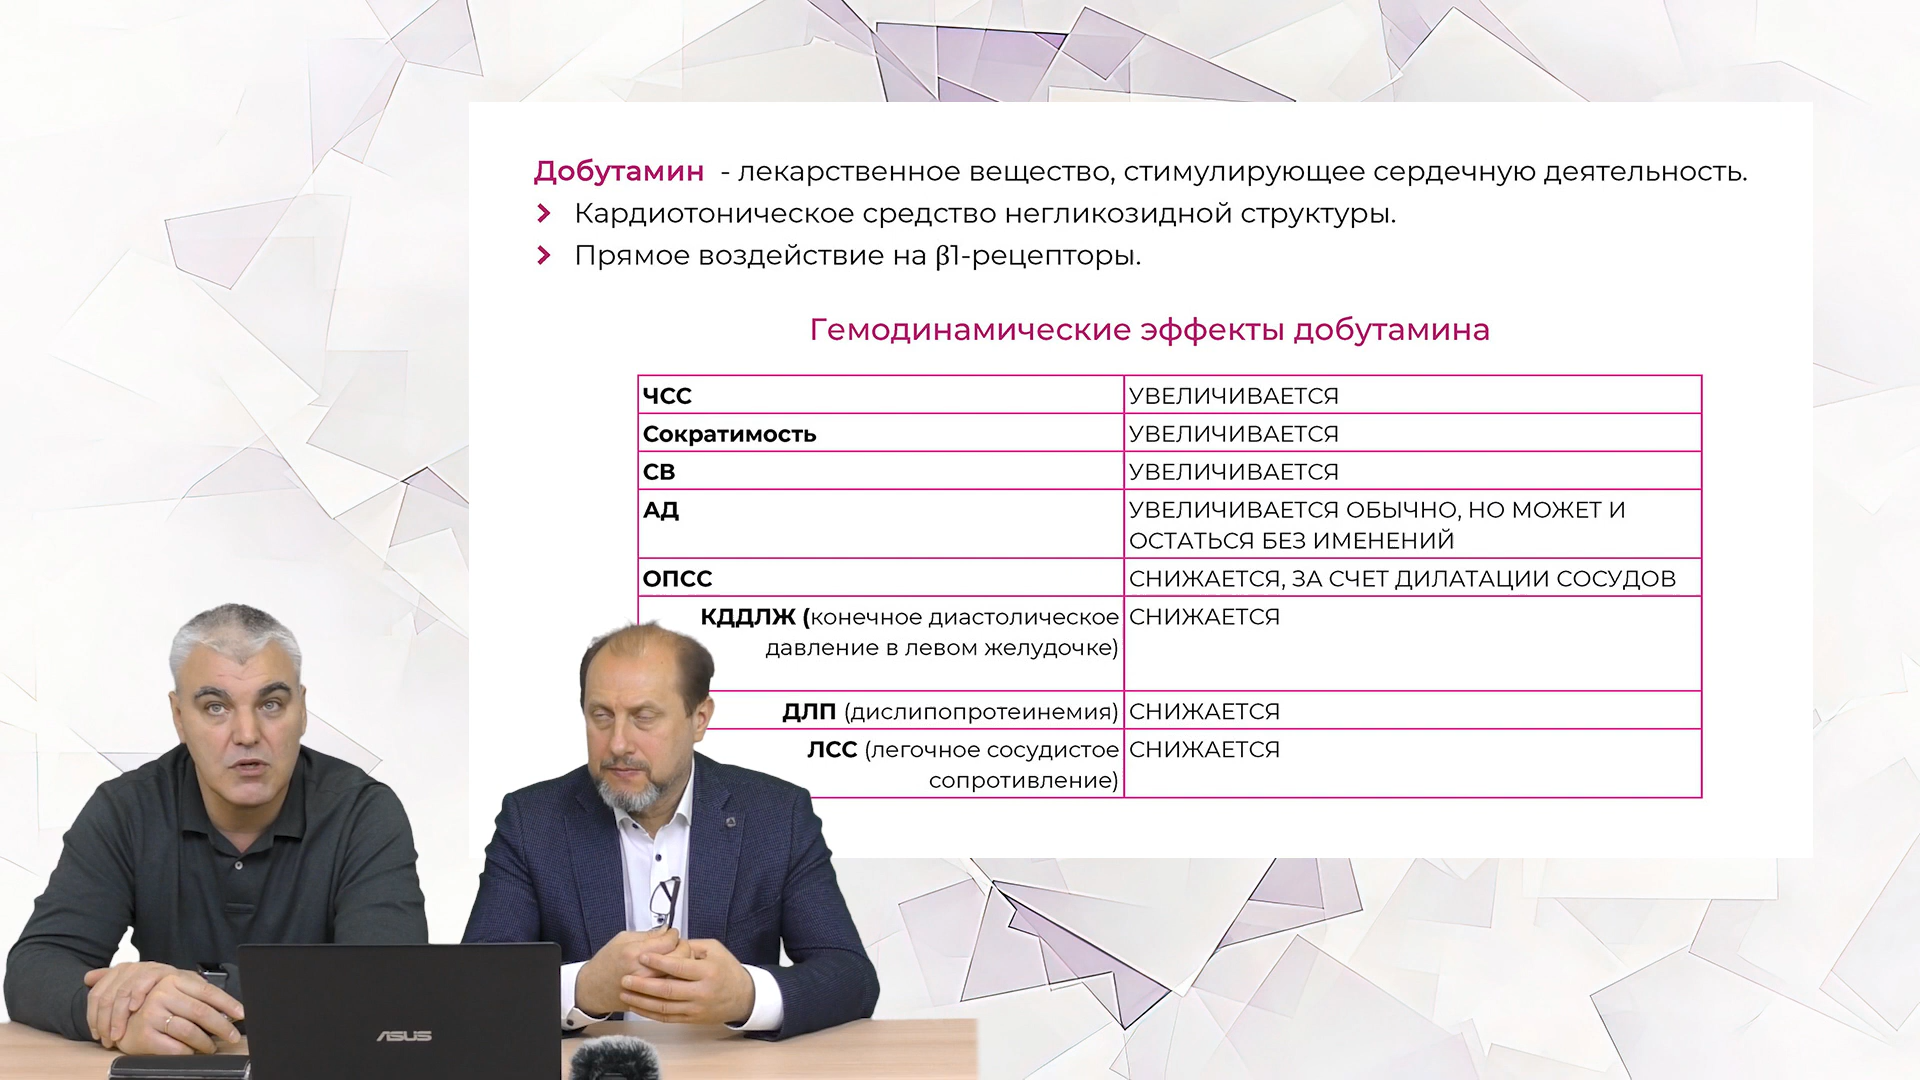 Добутамин - лекарственное вещество, стимулирующее сердечную деятельность.
Кардиотоническое средство негликозидной структуры.
Прямое воздействие на β1-рецепторы.
Гемодинамические эффекты добутамина
ЧСС УВЕЛИЧИВАЕТСЯ
Сократимость УВЕЛИЧИВАЕТСЯ
СВ УВЕЛИЧИВАЕТСЯ
АД УВЕЛИЧИВАЕТСЯ ОБЫЧНО, НО МОЖЕТ И
ОСТАТЬСЯ БЕЗ ИМЕНЕНИЙ
ОПСС СНИЖАЕТСЯ, ЗА СЧЕТ ДИЛАТАЦИИ СОСУДОВ
КДДЛЖ (конечное диастолическое СНИЖАЕТСЯ
давление в левом желудочке)
ДЛП (дислипопротеинемия) СНИЖАЕТСЯ
ЛСС (легочное сосудистое СНИЖАЕТСЯ
сопротивление)
ASUS